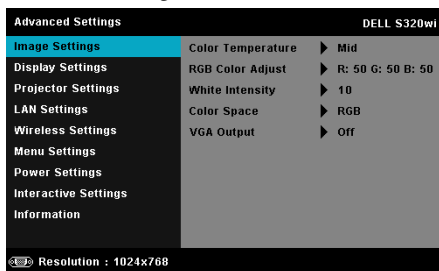 Advanced Settings DELL S320wi
Image Settings Color Temperature Mid
Display Settings RGB Color Adjust R: 50 G: 50 B: 50
Projector Settings White Intensity 10
LAN Settings Color Space RGB
Wireless Settings VGA Output Off
Menu Settings
Power Settings
Interactive Settings
Information
Resolution : 1024x768